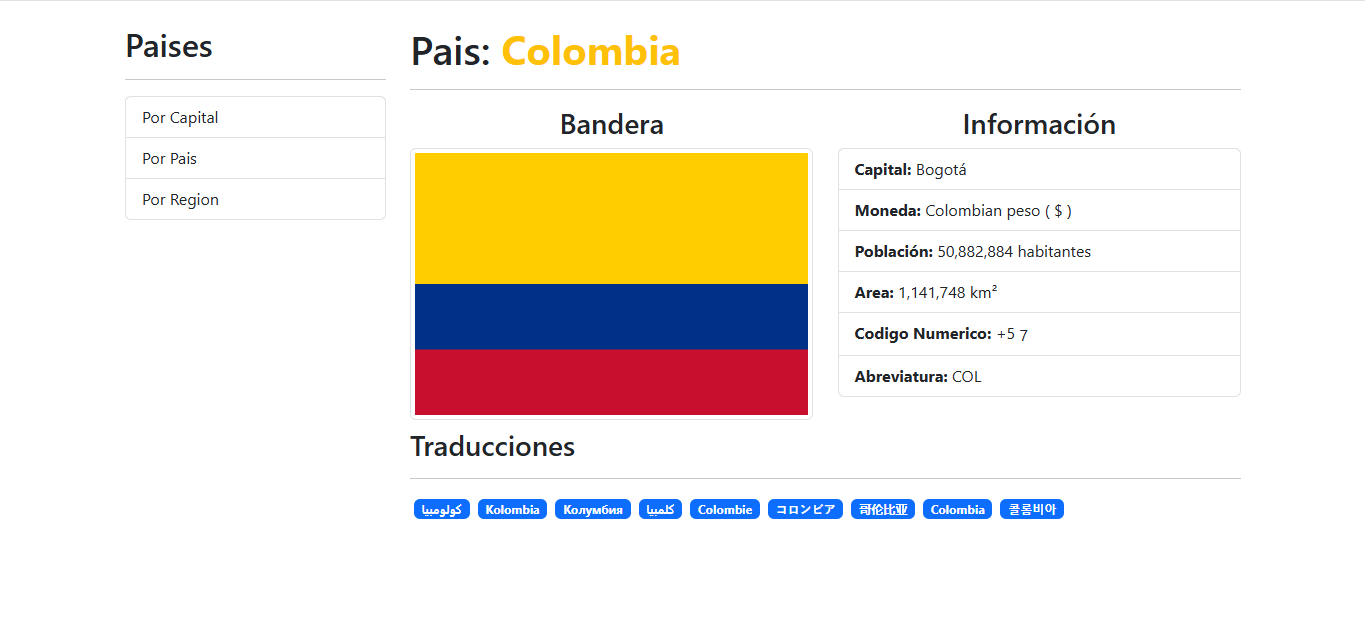 Paises
Por Capital
Por Pais
Por Region
Pais: Colombia
Bandera
Información
Capital: Bogotá
Moneda: Colombian peso ( $ )
Población: 50,882,884 habitantes
Area: 1,141,748 km²
Codigo Numerico: +5 7
Abreviatura: COL
Traducciones
كولومبيا Kolombia Колумбия کلمبیا Colombie コロンビア 哥伦比亚 Colombia 콜롬비아